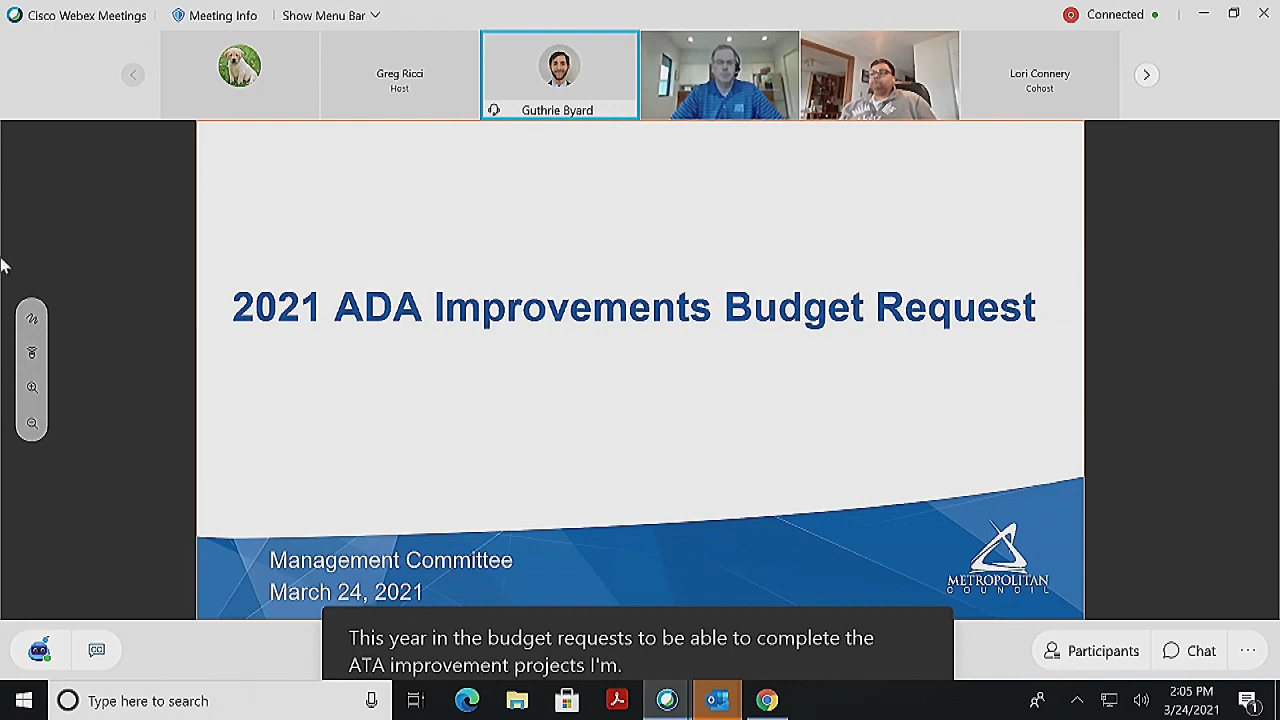 Cisco Webex Meetings
Meeting Info
Show Menu Bar
Connected
Greg Ricci
Host
Guthrie Byard
Lori Connery
Cohost
2021 ADA Improvements Budget Request
Management Committee
March 24, 2021
METROPOLITAN
COUNCIL
This year in the budget requests to be able to complete the
ATA improvement projects I'm.
CC
Participants
Chat
Type here to search
2:05 PM
3/24/2021
1